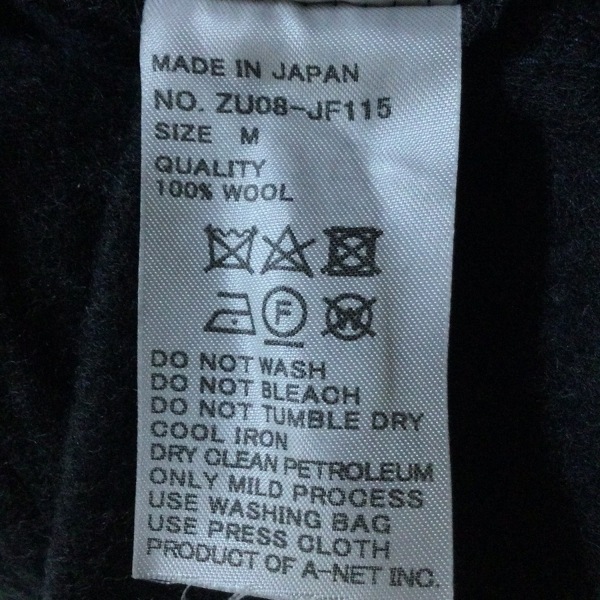 MADE IN JAPAN
NO. ZU08-JF115
SIZE M
QUALITY
100% WOOL
F W
DO NOT WASH
DO NOT BLEACH
DO NOT TUMBLE DRY
COOL IRON
DRY CLEAN PETROLEUM
ONLY MILD PROCESS
USE WASHING BAG
USE PRESS CLOTH
PRODUCT OF A-NET INC.